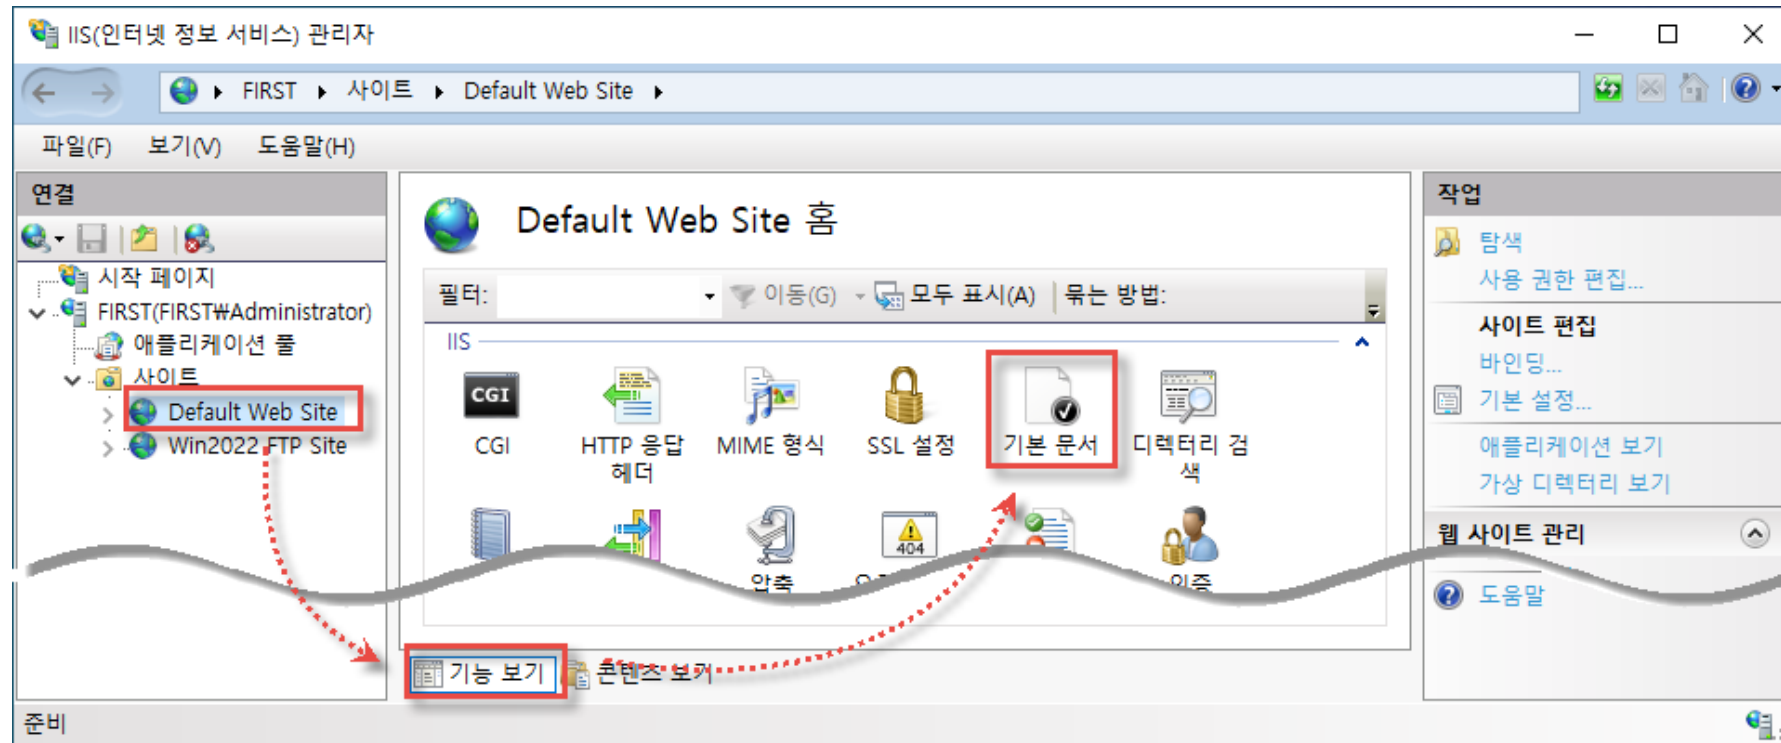 IIS(인터넷 정보 서비스) 관리자
FIRST 사이트 Default Web Site
파일(F) 보기(V) 도움말(H)
연결
시작 페이지
FIRST(FIRST₩Administrator)
애플리케이션 풀
사이트
Default Web Site
Win2022 FTP Site
Default Web Site 홈
필터: 이동(G) 모두 표시(A) 묶는 방법:
IIS
CGI
CGI
HTTP 응답
헤더
MIME 형식
SSL 설정
기본 문서
디렉터리 검
색
404
압축
인증
기능 보기
콘텐츠 보기
작업
탐색
사용 권한 편집...
사이트 편집
바인딩...
기본 설정...
애플리케이션 보기
가상 디렉터리 보기
웹 사이트 관리
도움말
준비